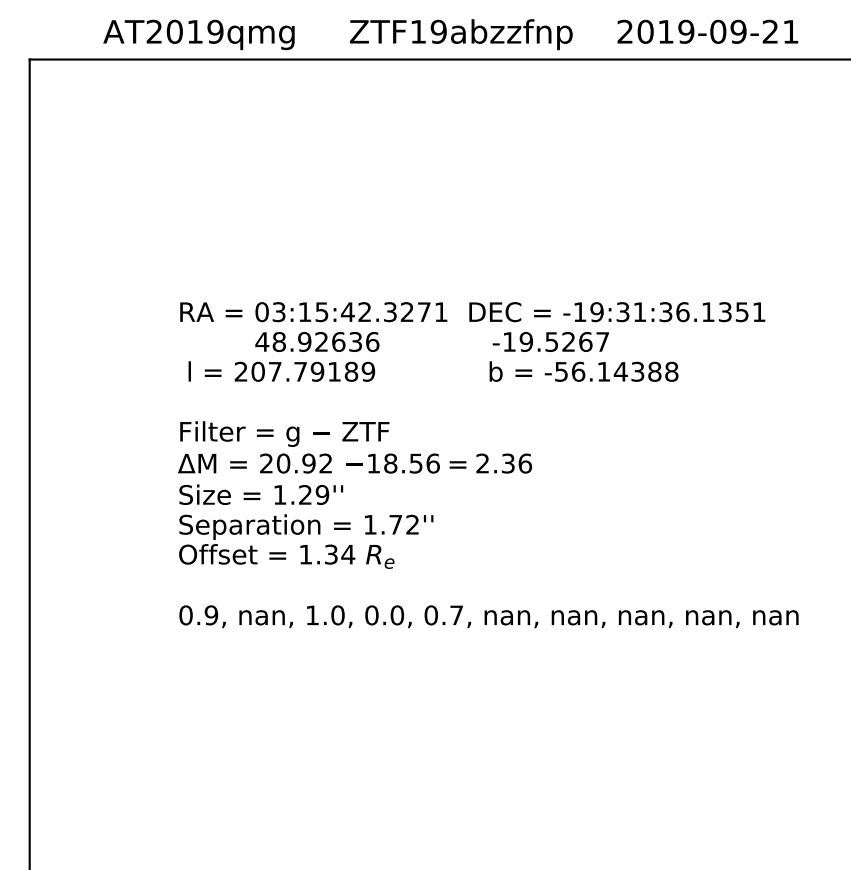 AT2019qmg ZTF19abzzfnp 2019-09-21
RA = 03:15:42.3271 DEC = -19:31:36.1351
48.92636 -19.5267
l = 207.79189 b = -56.14388
Filter = g − ZTF
ΔM = 20.92 −18.56 = 2.36
Size = 1.29''
Separation = 1.72''
Offset = 1.34 Rₑ
0.9, nan, 1.0, 0.0, 0.7, nan, nan, nan, nan, nan